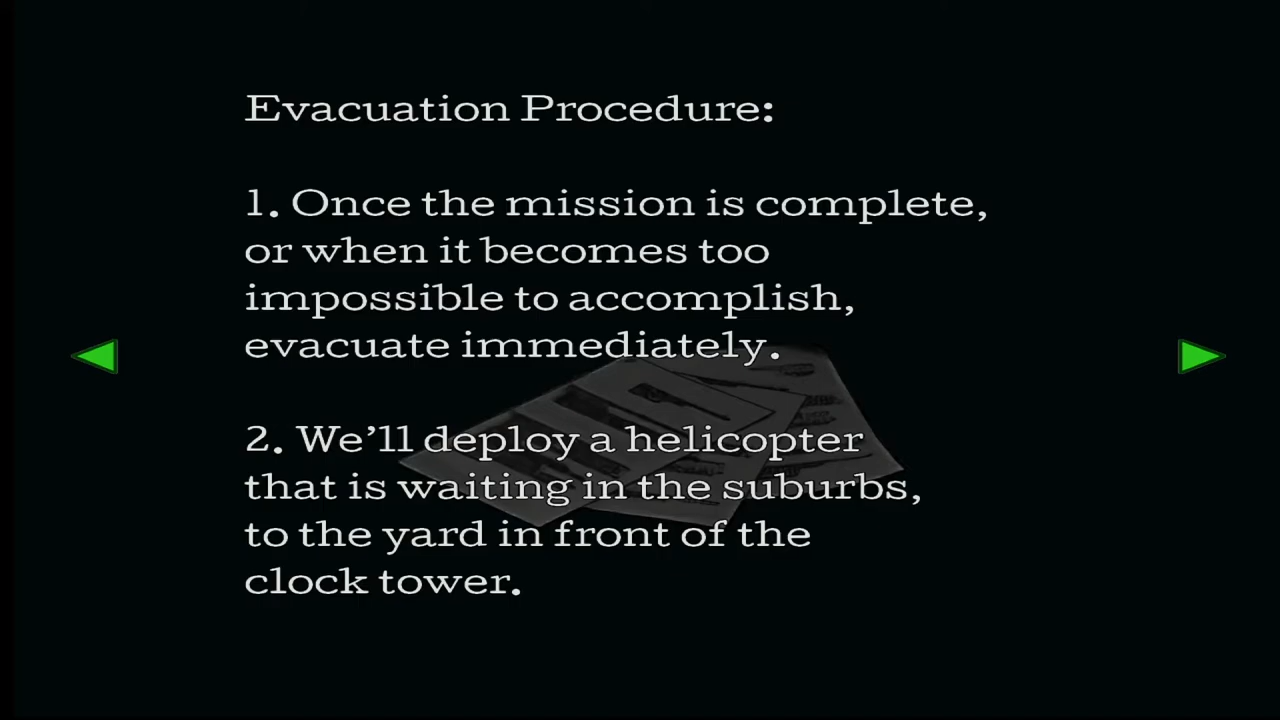 Evacuation Procedure:
1. Once the mission is complete,
or when it becomes too
impossible to accomplish,
evacuate immediately.
2. We'll deploy a helicopter
that is waiting in the suburbs,
to the yard in front of the
clock tower.